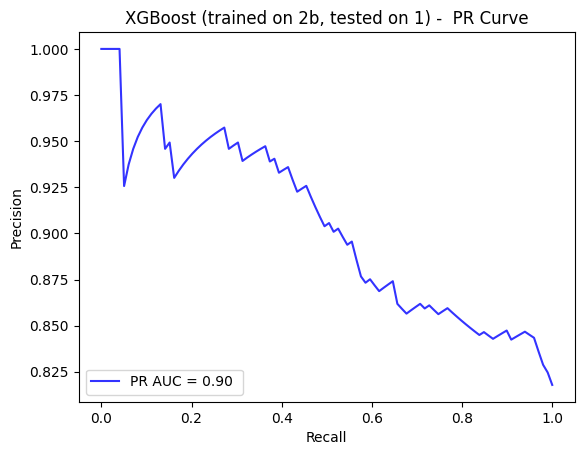 XGBoost (trained on 2b, tested on 1) -  PR Curve
1.000
0.975
0.950
0.925
0.900
0.875
0.850
0.825
Precision
PR AUC = 0.90
0.0 0.2 0.4 0.6 0.8 1.0
Recall